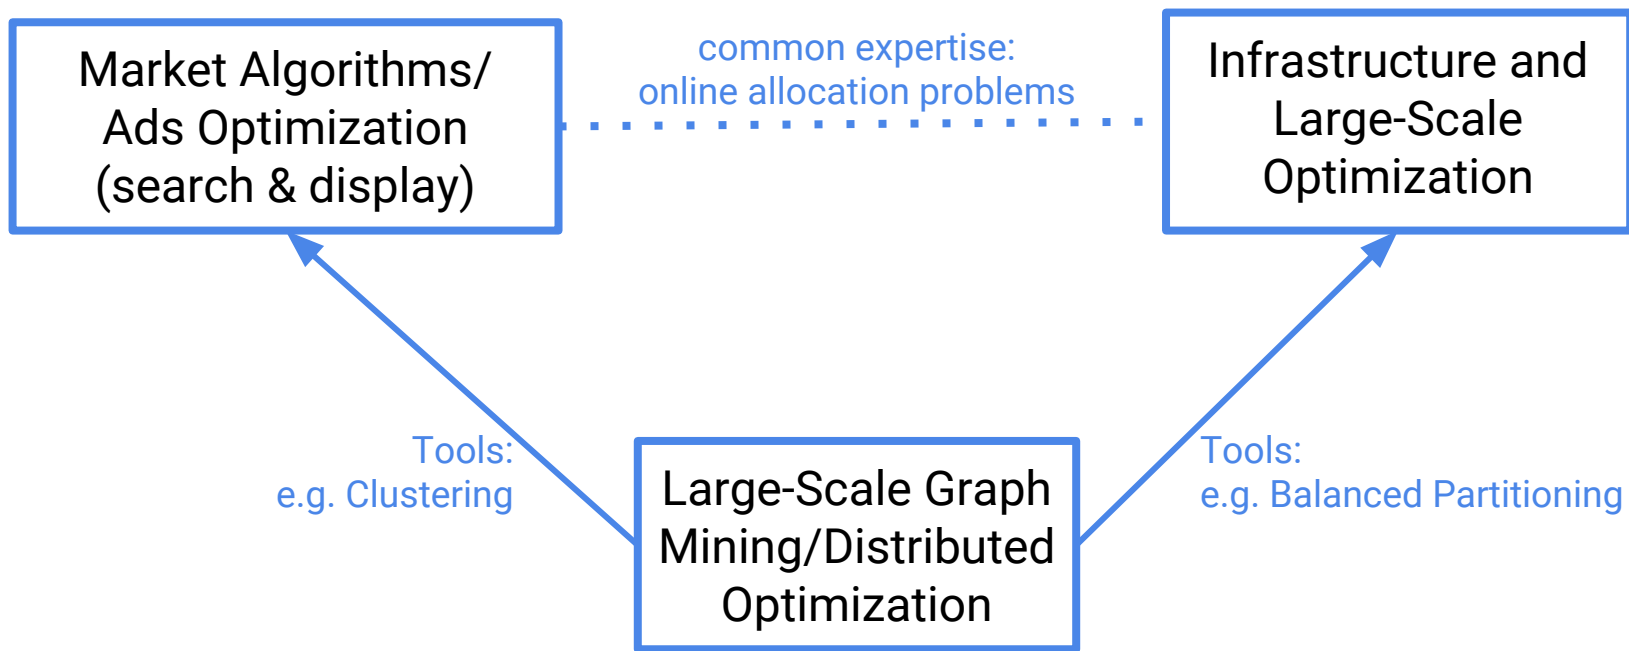 Market Algorithms/
Ads Optimization
(search & display)
common expertise:
online allocation problems
Infrastructure and
Large-Scale
Optimization
Tools:
e.g. Clustering
Large-Scale Graph
Mining/Distributed
Optimization
Tools:
e.g. Balanced Partitioning